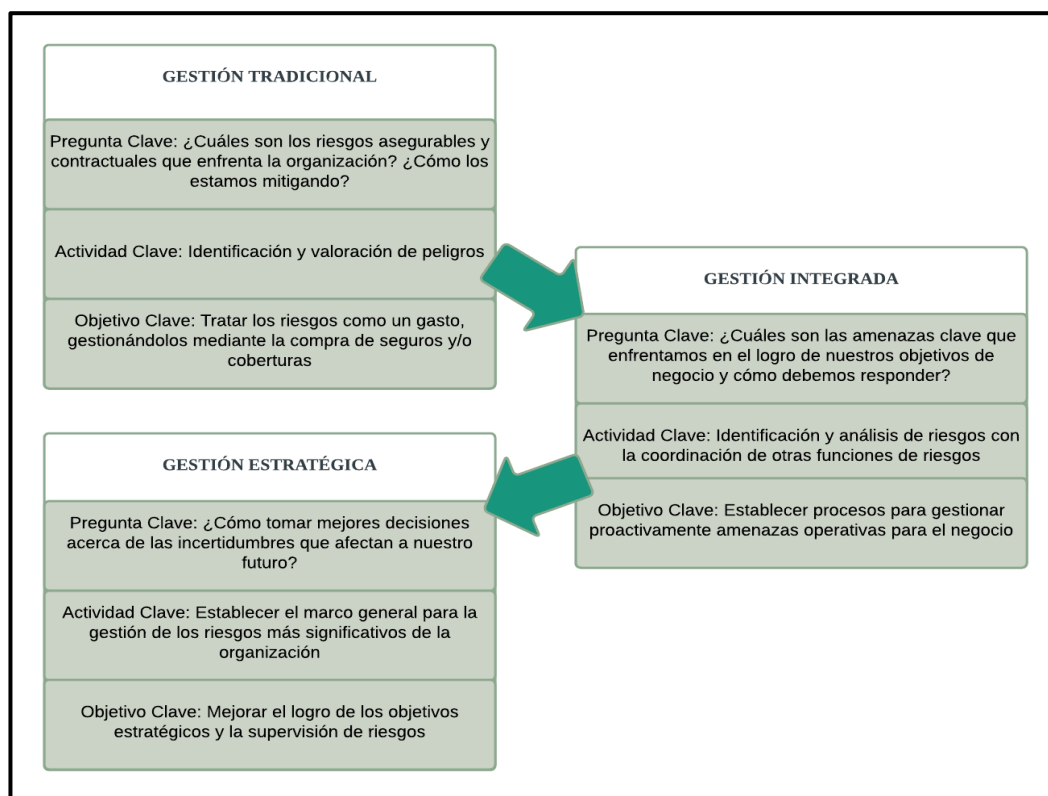 GESTIÓN TRADICIONAL
Pregunta Clave: ¿Cuáles son los riesgos asegurables y
contractuales que enfrenta la organización? ¿Cómo los
estamos mitigando?
Actividad Clave: Identificación y valoración de peligros
Objetivo Clave: Tratar los riesgos como un gasto,
gestionándolos mediante la compra de seguros y/o
coberturas
GESTIÓN INTEGRADA
Pregunta Clave: ¿Cuáles son las amenazas clave que
enfrentamos en el logro de nuestros objetivos de
negocio y cómo debemos responder?
Actividad Clave: Identificación y análisis de riesgos con
la coordinación de otras funciones de riesgos
Objetivo Clave: Establecer procesos para gestionar
proactivamente amenazas operativas para el negocio
GESTIÓN ESTRATÉGICA
Pregunta Clave: ¿Cómo tomar mejores decisiones
acerca de las incertidumbres que afectan a nuestro
futuro?
Actividad Clave: Establecer el marco general para la
gestión de los riesgos más significativos de la
organización
Objetivo Clave: Mejorar el logro de los objetivos
estratégicos y la supervisión de riesgos